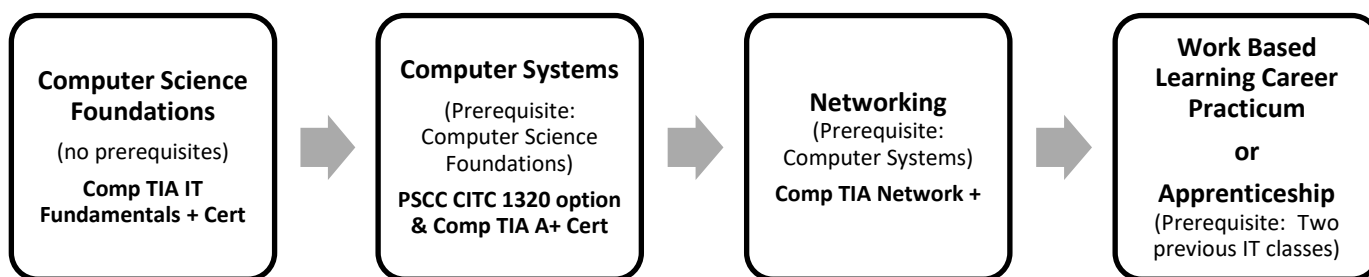 Computer Science
Foundations
(no prerequisites)
Comp TIA IT
Fundamentals + Cert
Computer Systems
(Prerequisite:
Computer Science
Foundations)
PSCC CITC 1320 option
& Comp TIA A+ Cert
Networking
(Prerequisite:
Computer Systems)
Comp TIA Network +
Work Based
Learning Career
Practicum
or
Apprenticeship
(Prerequisite:  Two
previous IT classes)